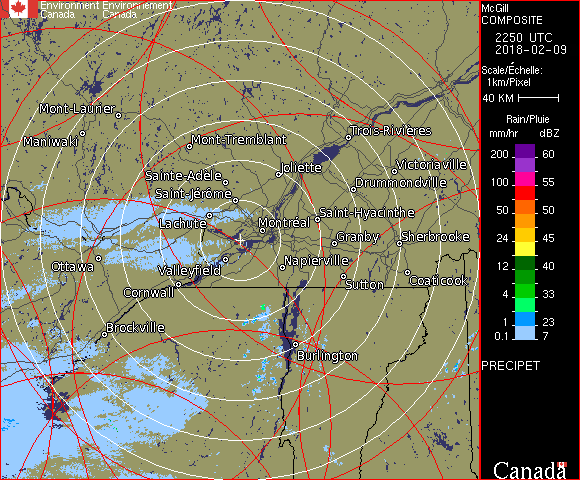 Environment Environnement
Canada Canada
McGill
COMPOSITE
2250 UTC
2018-02-09
Scale/Échelle:
1km/Pixel
40 KM
Rain/Pluie
mm/hr dBZ
200 60
55
100 55
50 50
24 45
30
12 40
4 33
1 23
0.1 7
PRECIPET
Mont-Laurier
Maniwaki
Mont-Tremblant
Trois-Rivières
Joliette
Victoriaville
Sainte-Adèle
Drummondville
Saint-Jérôme
Lachute
Saint-Hyacinthe
Montréal
Granby
Sherbrooke
Ottawa
Valleyfield
Napierville
Cornwall
Sutton
Coaticook
Brockville
Burlington
Canada